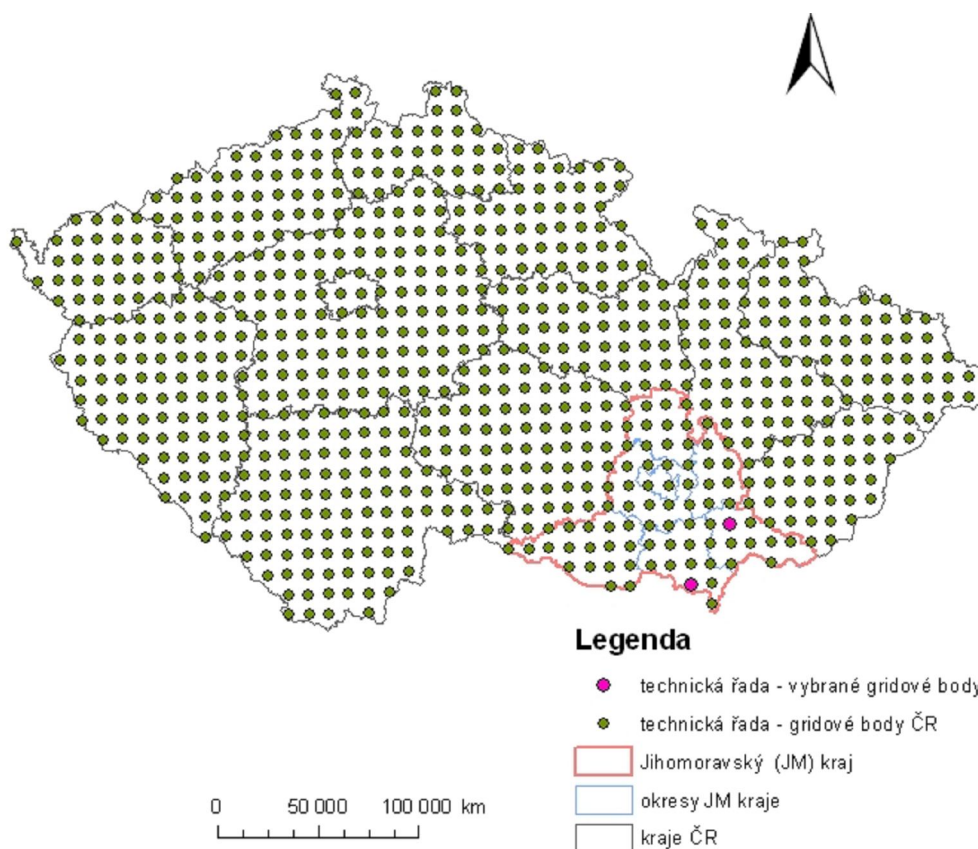 Legenda
technická řada - vybrané gridové body
technická řada - gridové body ČR
Jihomoravský (JM) kraj
okresy JM kraje
kraje ČR
0 50 000 100 000 km